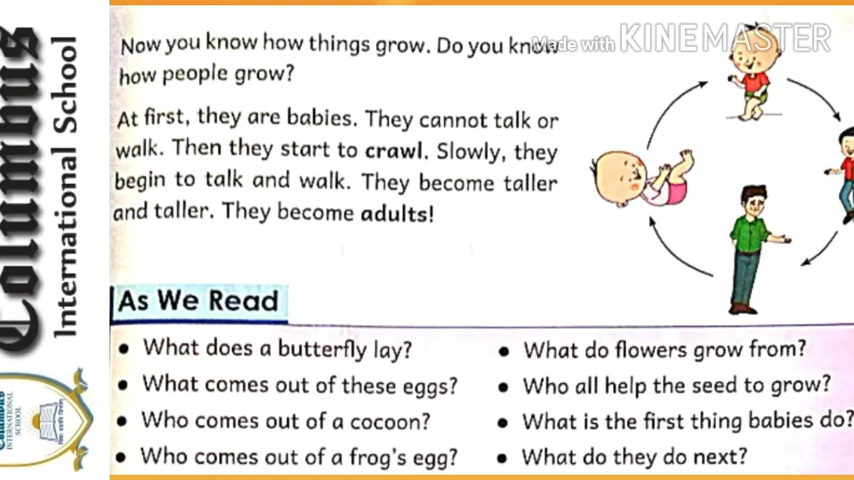 Columbus
International School
Made with KINEMASTER
Now you know how things grow. Do you know
how people grow?
At first, they are babies. They cannot talk or
walk. Then they start to crawl. Slowly, they
begin to talk and walk. They become taller
and taller. They become adults!
As We Read
What does a butterfly lay?
What comes out of these eggs?
Who comes out of a cocoon?
Who comes out of a frog's egg?
What do flowers grow from?
Who all help the seed to grow?
What is the first thing babies do?
What do they do next?
Columbus
INTERNATIONAL
SCHOOL